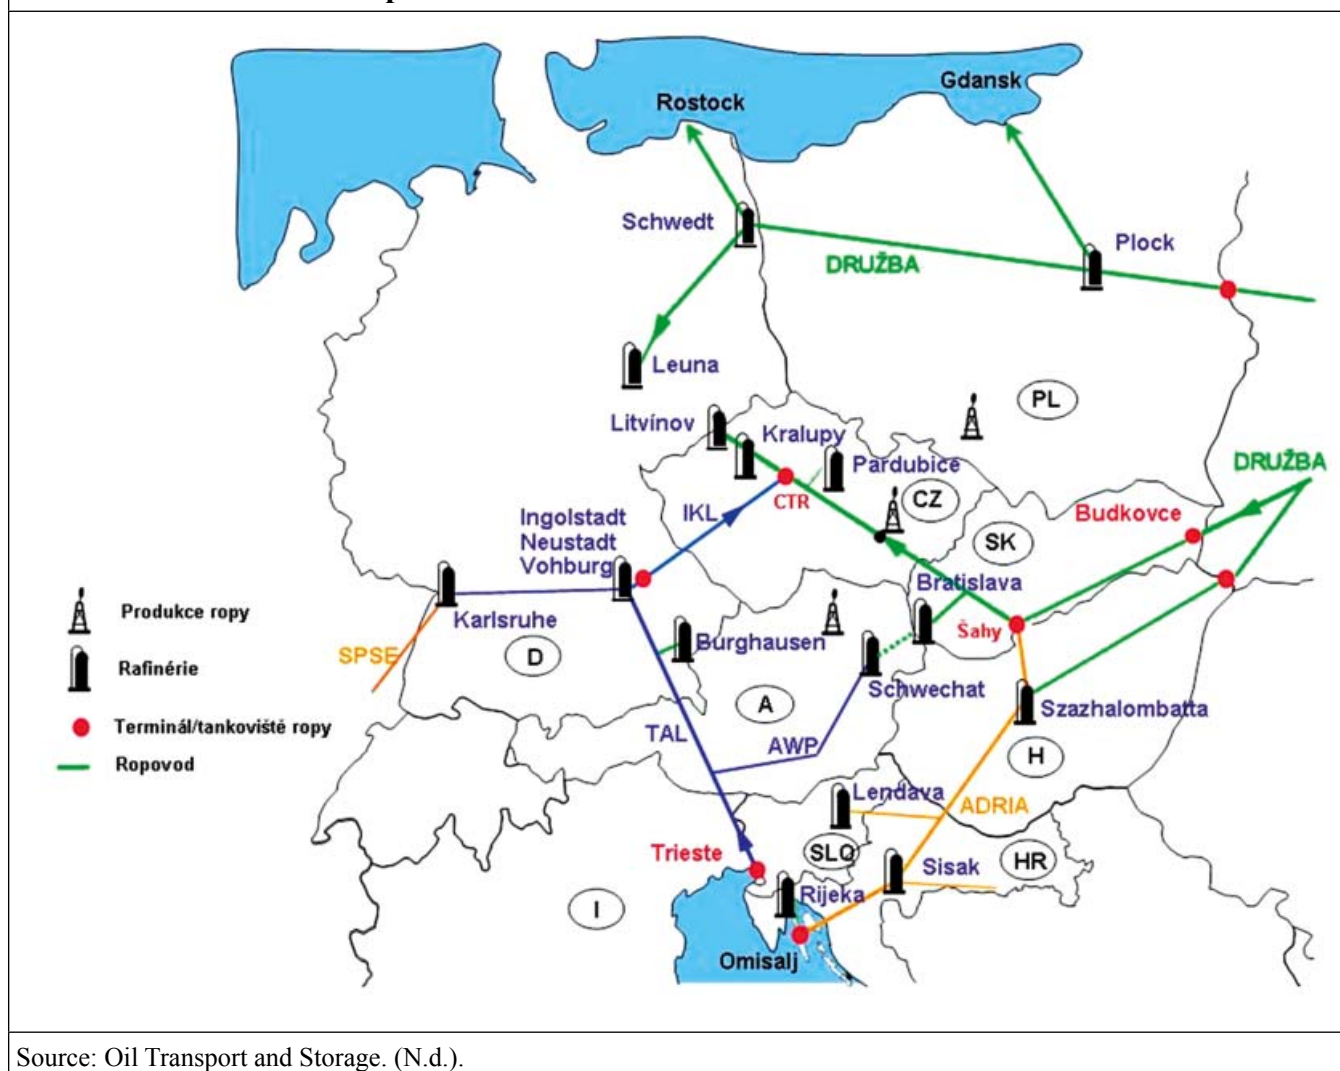 Rostock
Gdansk
Schwedt
Plock
DRUŽBA
Leuna
PL
Litvínov
Kralupy
Pardubice
DRUŽBA
CTR
CZ
Budkovce
IKL
Ingolstadt
Neustadt
Vohburg
SK
Bratislava
Produkce ropy
Karlsruhe
Šahy
SPSE
Burghausen
D
Rafinérie
Schwechat
Szazhalombatta
A
Terminál/tankoviště ropy
TAL
AWP
H
Ropovod
Lendava
ADRIA
Trieste
SLO
HR
Sisak
Rijeka
I
Omisalj
Source: Oil Transport and Storage. (N.d.).